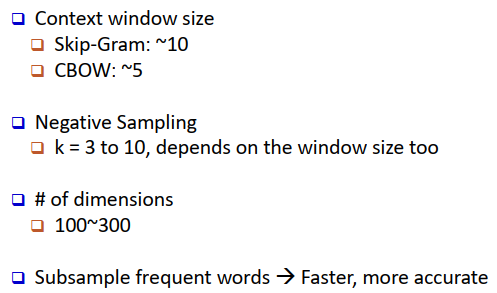 Context window size
Skip-Gram: ~10
CBOW: ~5
Negative Sampling
k = 3 to 10, depends on the window size too
# of dimensions
100~300
Subsample frequent words → Faster, more accurate